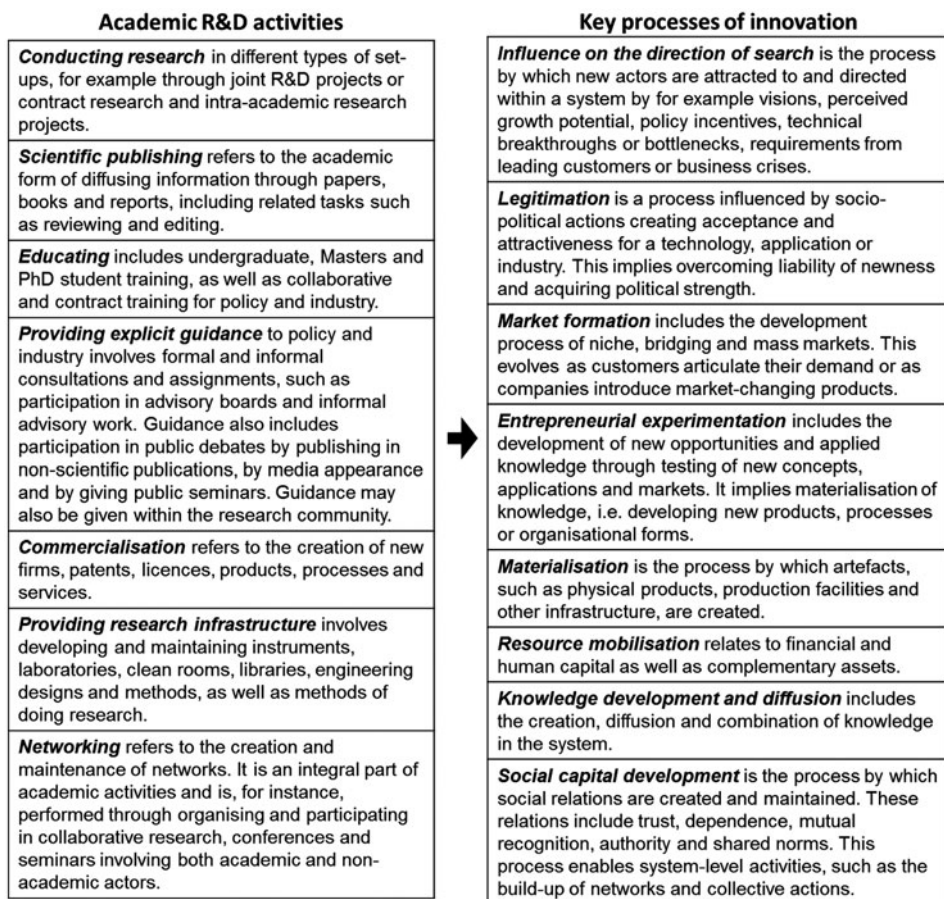 Academic R&D activities
Conducting research in different types of set-
ups, for example through joint R&D projects or
contract research and intra-academic research
projects.
Scientific publishing refers to the academic
form of diffusing information through papers,
books and reports, including related tasks such
as reviewing and editing.
Educating includes undergraduate, Masters and
PhD student training, as well as collaborative
and contract training for policy and industry.
Providing explicit guidance to policy and
industry involves formal and informal
consultations and assignments, such as
participation in advisory boards and informal
advisory work. Guidance also includes
participation in public debates by publishing in
non-scientific publications, by media appearance
and by giving public seminars. Guidance may
also be given within the research community.
Commercialisation refers to the creation of new
firms, patents, licences, products, processes and
services.
Providing research infrastructure involves
developing and maintaining instruments,
laboratories, clean rooms, libraries, engineering
designs and methods, as well as methods of
doing research.
Networking refers to the creation and
maintenance of networks. It is an integral part of
academic activities and is, for instance,
performed through organising and participating
in collaborative research, conferences and
seminars involving both academic and non-
academic actors.
Key processes of innovation
Influence on the direction of search is the process
by which new actors are attracted to and directed
within a system by for example visions, perceived
growth potential, policy incentives, technical
breakthroughs or bottlenecks, requirements from
leading customers or business crises.
Legitimation is a process influenced by socio-
political actions creating acceptance and
attractiveness for a technology, application or
industry. This implies overcoming liability of newness
and acquiring political strength.
Market formation includes the development
process of niche, bridging and mass markets. This
evolves as customers articulate their demand or as
companies introduce market-changing products.
Entrepreneurial experimentation includes the
development of new opportunities and applied
knowledge through testing of new concepts,
applications and markets. It implies materialisation of
knowledge, i.e. developing new products, processes
or organisational forms.
Materialisation is the process by which artefacts,
such as physical products, production facilities and
other infrastructure, are created.
Resource mobilisation relates to financial and
human capital as well as complementary assets.
Knowledge development and diffusion includes
the creation, diffusion and combination of knowledge
in the system.
Social capital development is the process by which
social relations are created and maintained. These
relations include trust, dependence, mutual
recognition, authority and shared norms. This
process enables system-level activities, such as the
build-up of networks and collective actions.